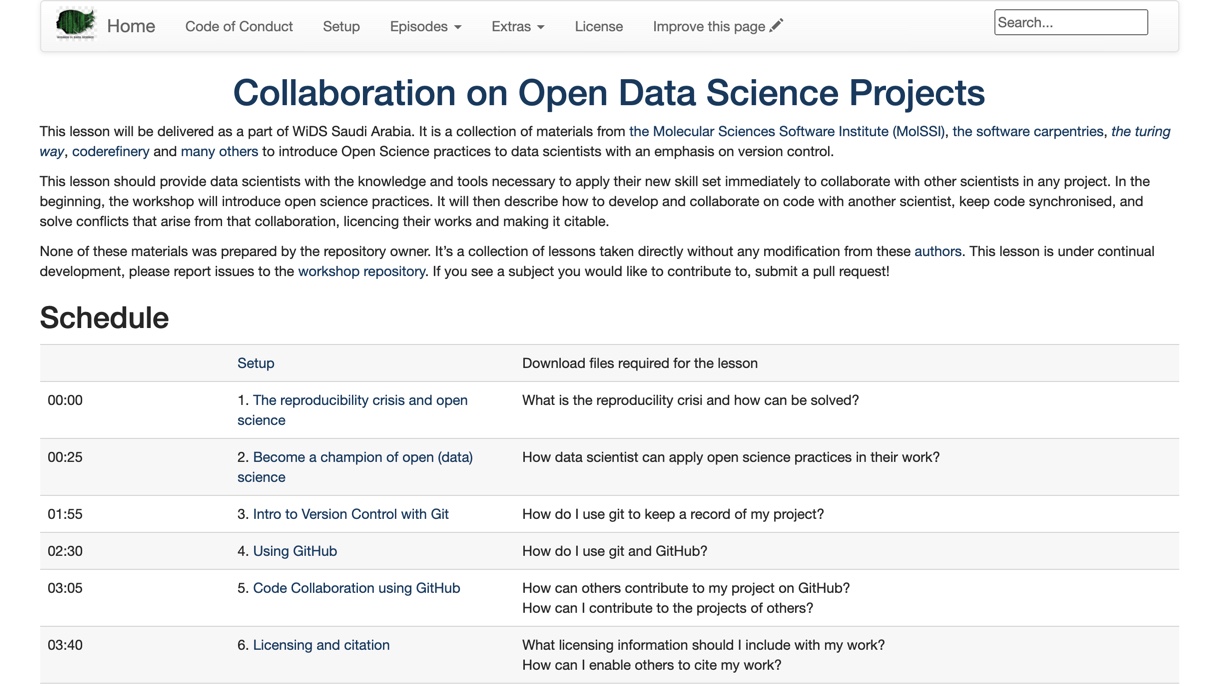 Home Code of Conduct Setup Episodes Extras License Improve this page Search...
Collaboration on Open Data Science Projects
This lesson will be delivered as a part of WiDS Saudi Arabia. It is a collection of materials from the Molecular Sciences Software Institute (MolSSI), the software carpentries, the turing
way, coderefinery and many others to introduce Open Science practices to data scientists with an emphasis on version control.
This lesson should provide data scientists with the knowledge and tools necessary to apply their new skill set immediately to collaborate with other scientists in any project. In the
beginning, the workshop will introduce open science practices. It will then describe how to develop and collaborate on code with another scientist, keep code synchronised, and
solve conflicts that arise from that collaboration, licencing their works and making it citable.
None of these materials was prepared by the repository owner. It's a collection of lessons taken directly without any modification from these authors. This lesson is under continual
development, please report issues to the workshop repository. If you see a subject you would like to contribute to, submit a pull request!
Schedule
Setup Download files required for the lesson
00:00 1. The reproducibility crisis and open What is the reproducility crisi and how can be solved?
science
00:25 2. Become a champion of open (data) How data scientist can apply open science practices in their work?
science
01:55 3. Intro to Version Control with Git How do I use git to keep a record of my project?
02:30 4. Using GitHub How do I use git and GitHub?
03:05 5. Code Collaboration using GitHub How can others contribute to my project on GitHub?
How can I contribute to the projects of others?
03:40 6. Licensing and citation What licensing information should I include with my work?
How can I enable others to cite my work?